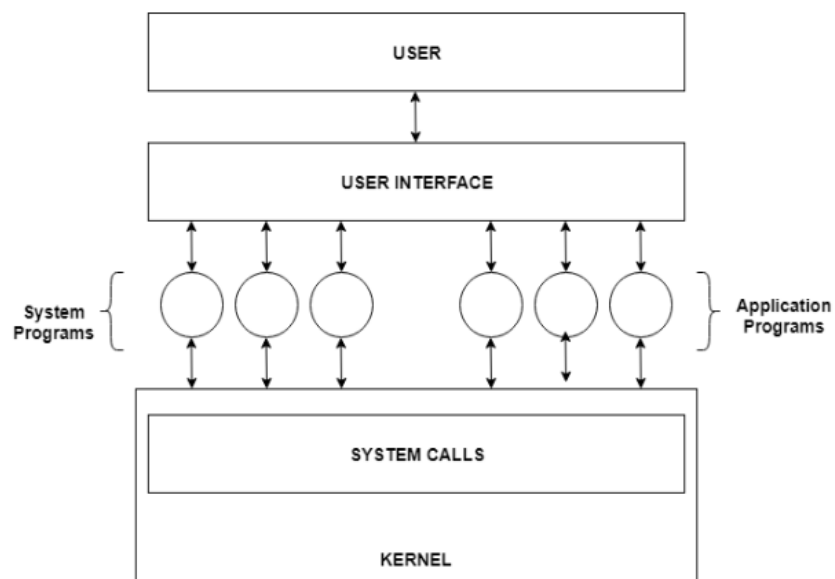 USER
USER INTERFACE
System
Programs
Application
Programs
SYSTEM CALLS
KERNEL